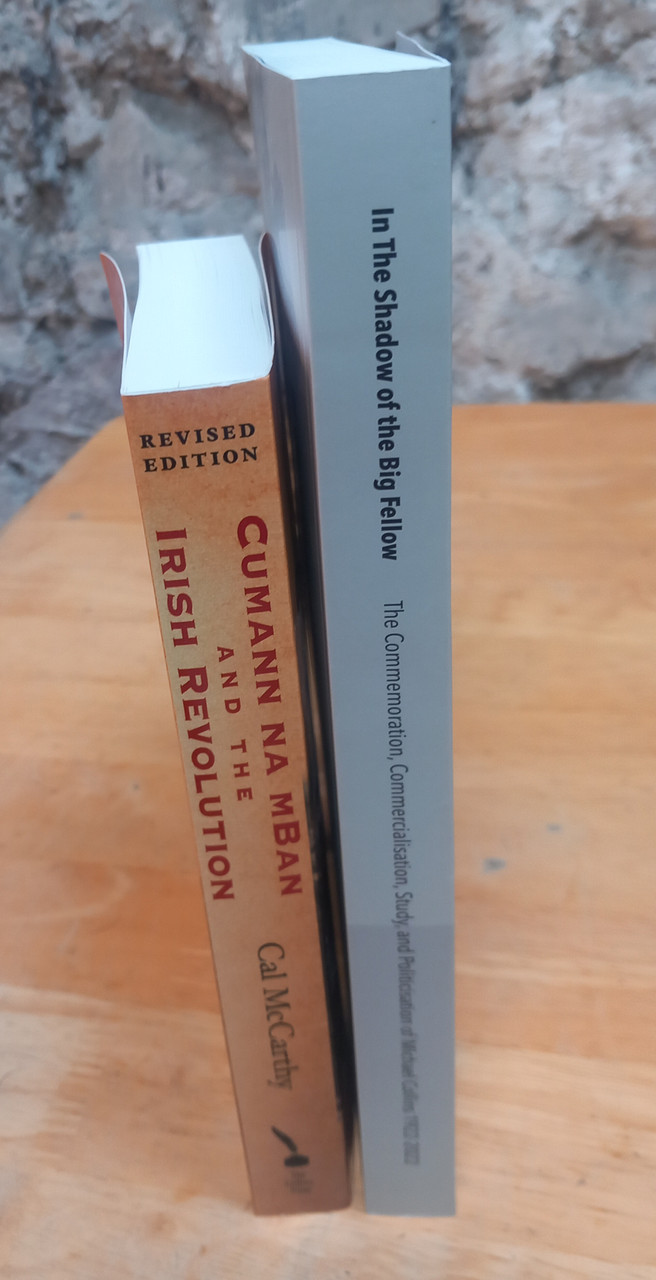 REVISED
EDITION
CUMANN NA MBAN
AND THE
IRISH REVOLUTION
Cal McCarthy
In The Shadow of the Big Fellow
The Commemoration, Commercialisation, Study, and Politicisation of Michael Collins 1922-2022